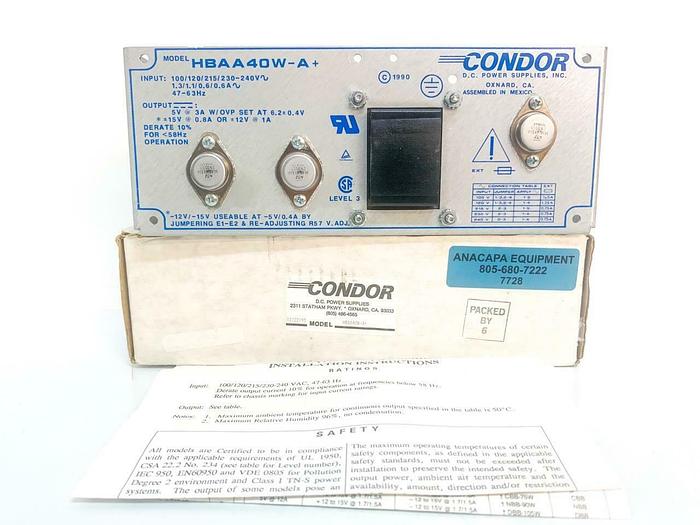 MODEL HBAA40W-A+
INPUT: 100/120/215/230-240V
1.3/1.1/0.6/0.6A
47-63Hz
OUTPUT
5V @ 3A W/OVP SET AT 6.2±0.4V
* ±15V @ 0.8A OR ±12V @ 1A
DERATE 10%
FOR <58Hz
OPERATION
© 1990
LEVEL 3
CONDOR
D.C. POWER SUPPLIES, INC.
OXNARD, CA.
ASSEMBLED IN MEXICO
EXT
CONNECTION TABLE
EXT
INPUT JUMPER APPLY
*-12V/-15V USEABLE AT -5V/0.4A BY
JUMPERING E1-E2 & RE-ADJUSTING R57 V.ADJ.
CONDOR
D.C. POWER SUPPLIES
2311 STATHAM PKWY. * OXNARD, CA. 93033
(805) 486-4565
MODEL
ANACAPA EQUIPMENT
805-680-7222
7728
PACKED
BY
6
INSTALLATION INSTRUCTIONS
RATINGS
Input: 100/120/215/230-240 VAC, 47-63 Hz
Derate output current 10% for operation at frequencies below 58 Hz.
Refer to chassis marking for input current ratings.
Output: See table.
Notes: 1. Maximum ambient temperature for continuous output specified in the table is 50°C.
2. Maximum Relative Humidity 96%, no condensation.
SAFETY
All models are Certified to be in compliance
with the applicable requirements of UL 1950,
CSA 22.2 No. 234 (see table for Level number),
IEC 950, EN60950 and VDE 0805 for Pollution
Degree 2 environment and Class I TN-S power
systems. The output of some models pose an
The maximum operating temperatures of certain
safety components, as defined in the applicable
safety standards, must not be exceeded after
installation to preserve the intended safety. The
output power, ambient air temperature and the
availability, amount, direction and/or restriction